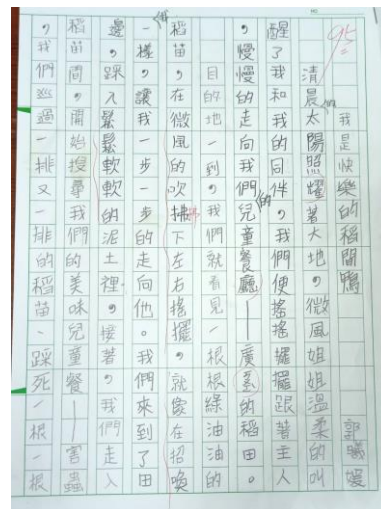 95
我是快樂的稻間鴨 郭
清晨的太陽照耀著大地，微風姐姐溫柔的叫
醒了我和我的同伴，我們便搖搖擺擺跟著主人
，慢慢的走向我們的兒童餐廳—廣系的稻田。
目的地一到我們就看見一根根綠油油的
稻苗，在微風的吹拂下左右搖擺，就像在招喚
一樣，讓我一步一步的走向他。我們來到了田
邊，踩入鬆軟軟的泥土裡，接著，我們走入
苗間，開始搜尋我們的美味兒童餐—害蟲
，我們巡過一排又一排的稻苗、踩死一根一根